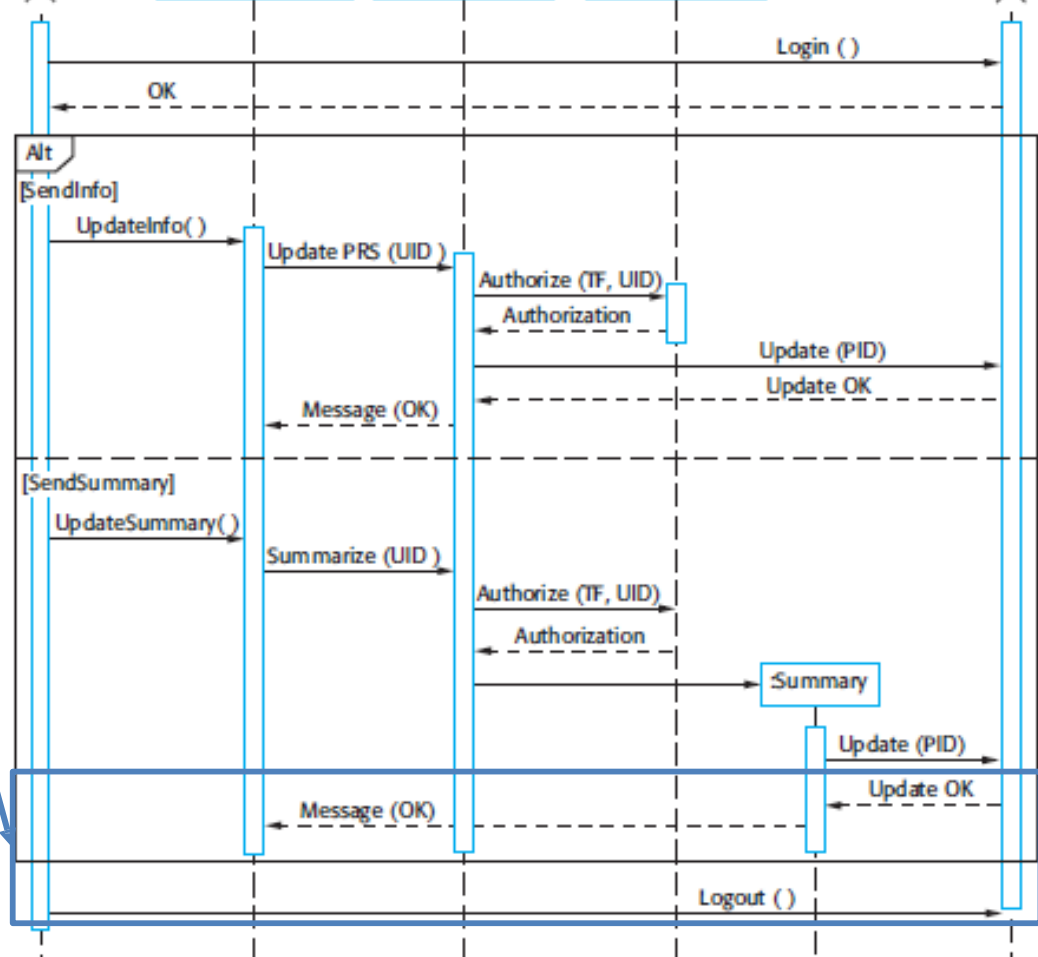 Login ( )
OK
Alt
[SendInfo]
UpdateInfo( )
Update PRS (UID )
Authorize (TF, UID)
Authorization
Update (PID)
Update OK
Message (OK)
[SendSummary]
UpdateSummary( )
Summarize (UID )
Authorize (TF, UID)
Authorization
:Summary
Update (PID)
Update OK
Message (OK)
Logout ( )